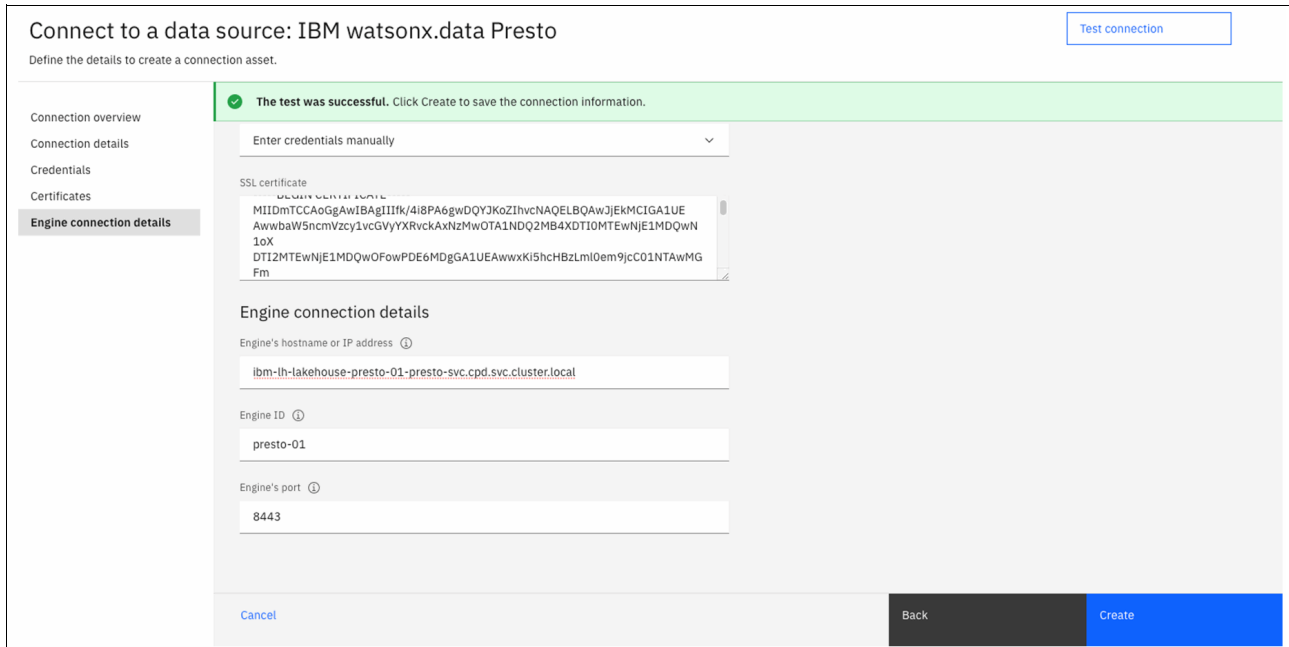 Connect to a data source: IBM watsonx.data Presto
Test connection
Define the details to create a connection asset.
The test was successful. Click Create to save the connection information.
Connection overview
Connection details
Credentials
Certificates
Engine connection details
Enter credentials manually
SSL certificate
BEGIN CERTIFICATE
MIIDmTCCAoGgAwIBAgIIIfk/4i8PA6gwDQYJKoZIhvcNAQELBQAwJjEkMCIGA1UE
AwwbaW5ncmVzcy1vcGVyYXRvckAxNzMwOTA1NDQ2MB4XDTI0MTEwNjE1MDQwN
1oX
DTI2MTEwNjE1MDQwOFowPDE6MDgGA1UEAwwxKi5hcHBzLml0em9jcC01NTAwMG
Fm
Engine connection details
Engine's hostname or IP address
ibm-lh-lakehouse-presto-01-presto-svc.cpd.svc.cluster.local
Engine ID
presto-01
Engine's port
8443
Cancel
Back
Create